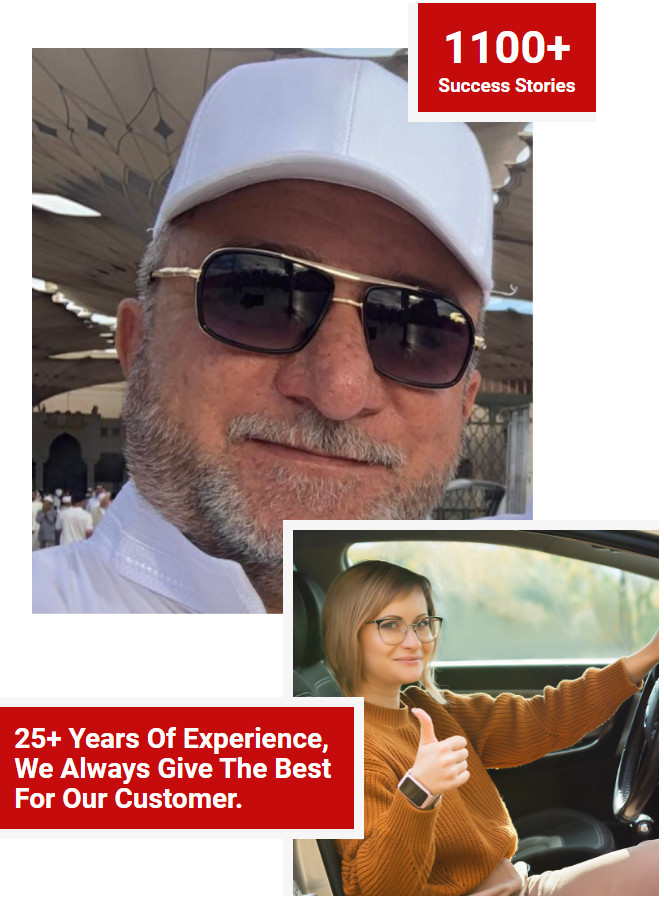 1100+
Success Stories
25+ Years Of Experience,
We Always Give The Best
For Our Customer.